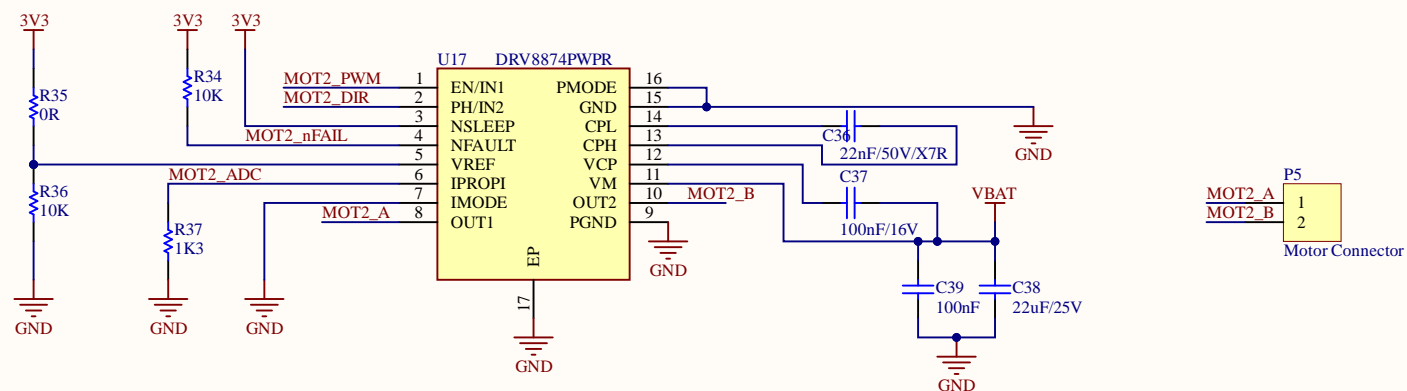 3V3
3V3
3V3
U17
DRV8874PWPR
R35
0R
R34
10K
MOT2_PWM
1
EN/IN1
PMODE
16
MOT2_DIR
2
PH/IN2
GND
15
3
NSLEEP
CPL
14
MOT2_nFAIL
4
NFAULT
CPH
13
5
VREF
VCP
12
MOT2_ADC
6
IPROPI
VM
11
7
IMODE
OUT2
10
MOT2_B
MOT2_A
8
OUT1
PGND
9
EP
17
C36
22nF/50V/X7R
GND
C37
100nF/16V
VBAT
R36
10K
R37
1K3
GND
C39
100nF
C38
22uF/25V
GND
GND
GND
GND
GND
P5
MOT2_A
1
MOT2_B
2
Motor Connector